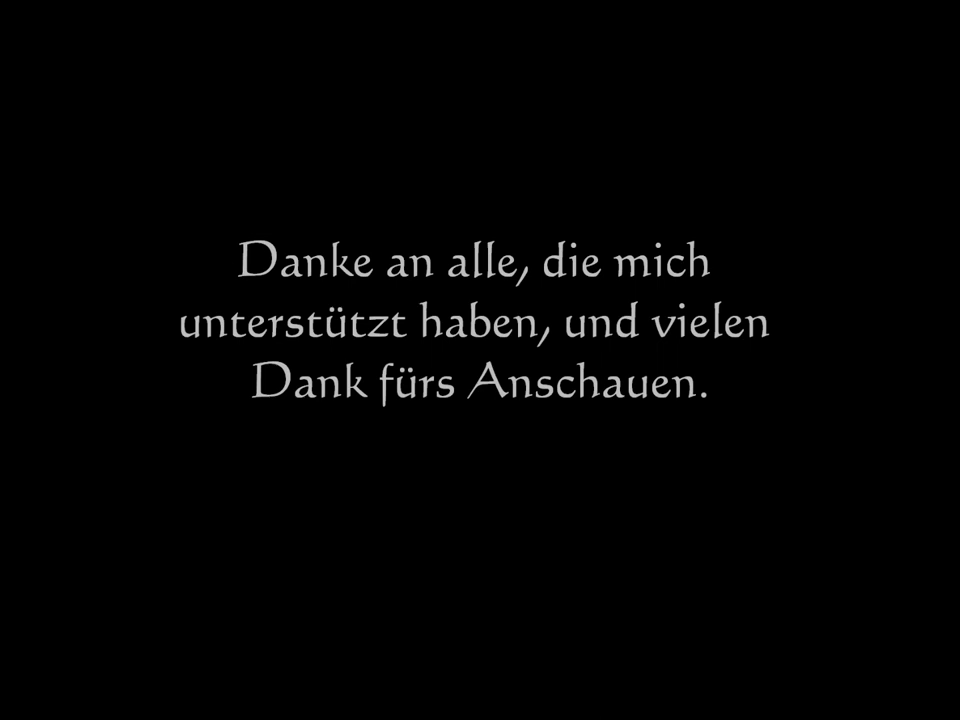 Danke an alle, die mich
unterstützt haben, und vielen
Dank fürs Anschauen.